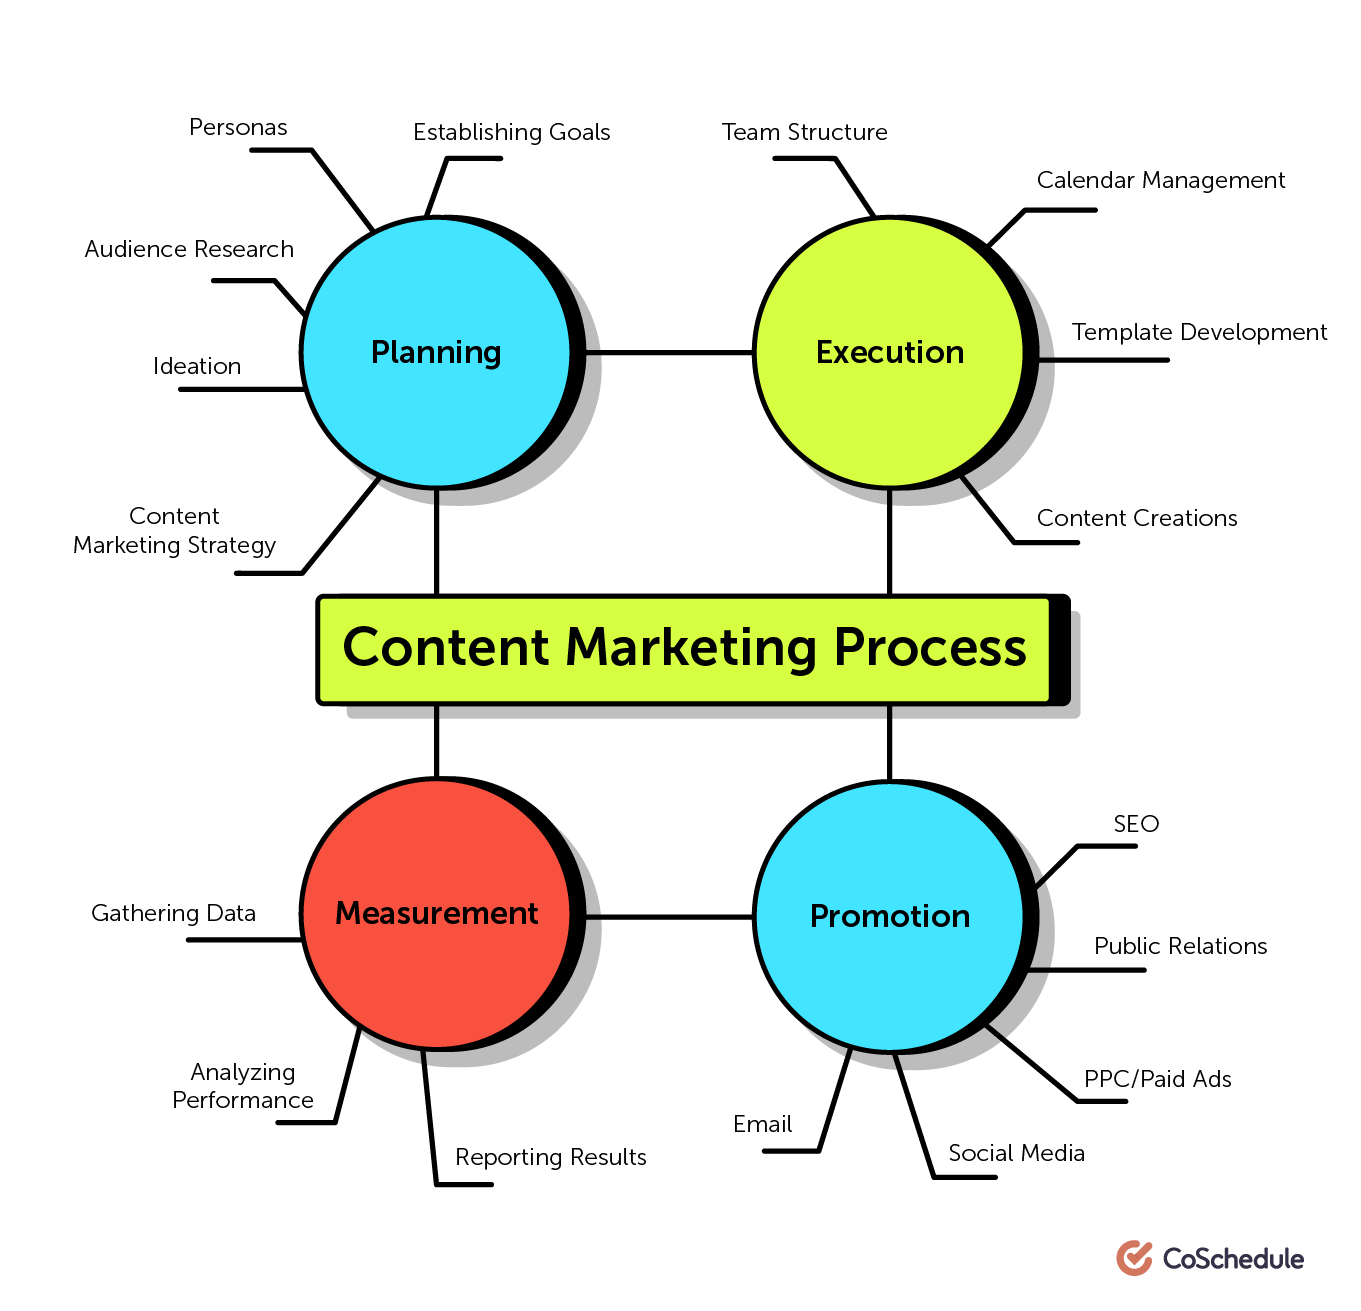 Personas
Establishing Goals
Audience Research
Ideation
Content
Marketing Strategy
Planning
Team Structure
Calendar Management
Template Development
Content Creations
Execution
Content Marketing Process
Gathering Data
Analyzing
Performance
Reporting Results
Measurement
SEO
Public Relations
PPC/Paid Ads
Social Media
Email
Promotion
CoSchedule